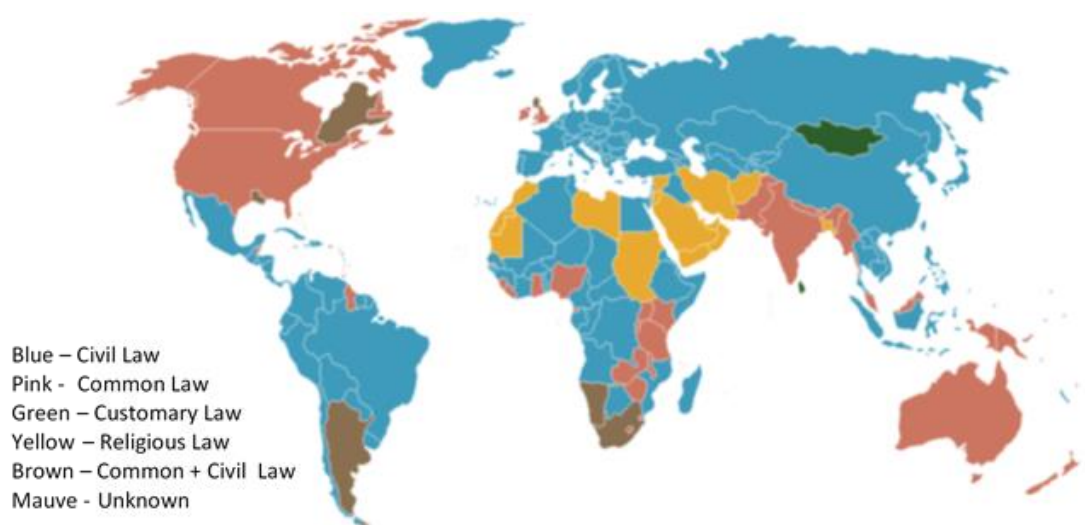 Blue – Civil Law
Pink - Common Law
Green – Customary Law
Yellow – Religious Law
Brown – Common + Civil Law
Mauve - Unknown